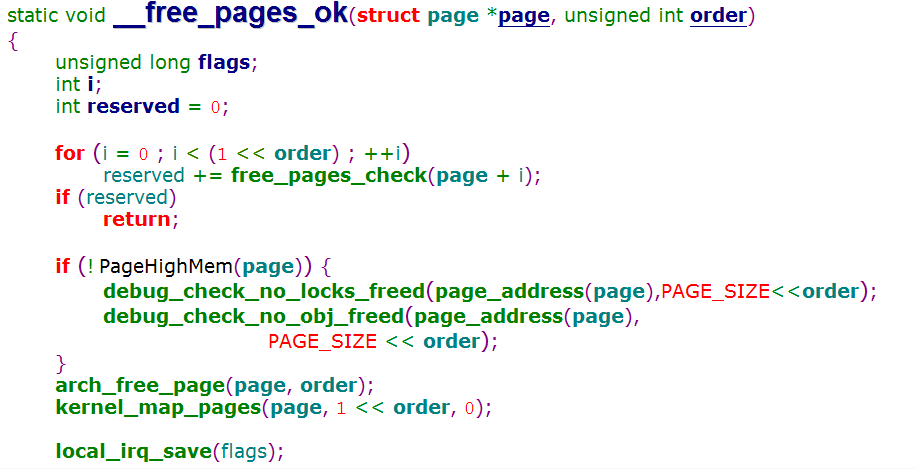 static void __free_pages_ok(struct page *page, unsigned int order)
{
unsigned long flags;
int i;
int reserved = 0;
for (i = 0 ; i < (1 << order) ; ++i)
reserved += free_pages_check(page + i);
if (reserved)
return;
if (! PageHighMem(page)) {
debug_check_no_locks_freed(page_address(page),PAGE_SIZE<<order);
debug_check_no_obj_freed(page_address(page),
PAGE_SIZE << order);
}
arch_free_page(page, order);
kernel_map_pages(page, 1 << order, 0);
local_irq_save(flags);